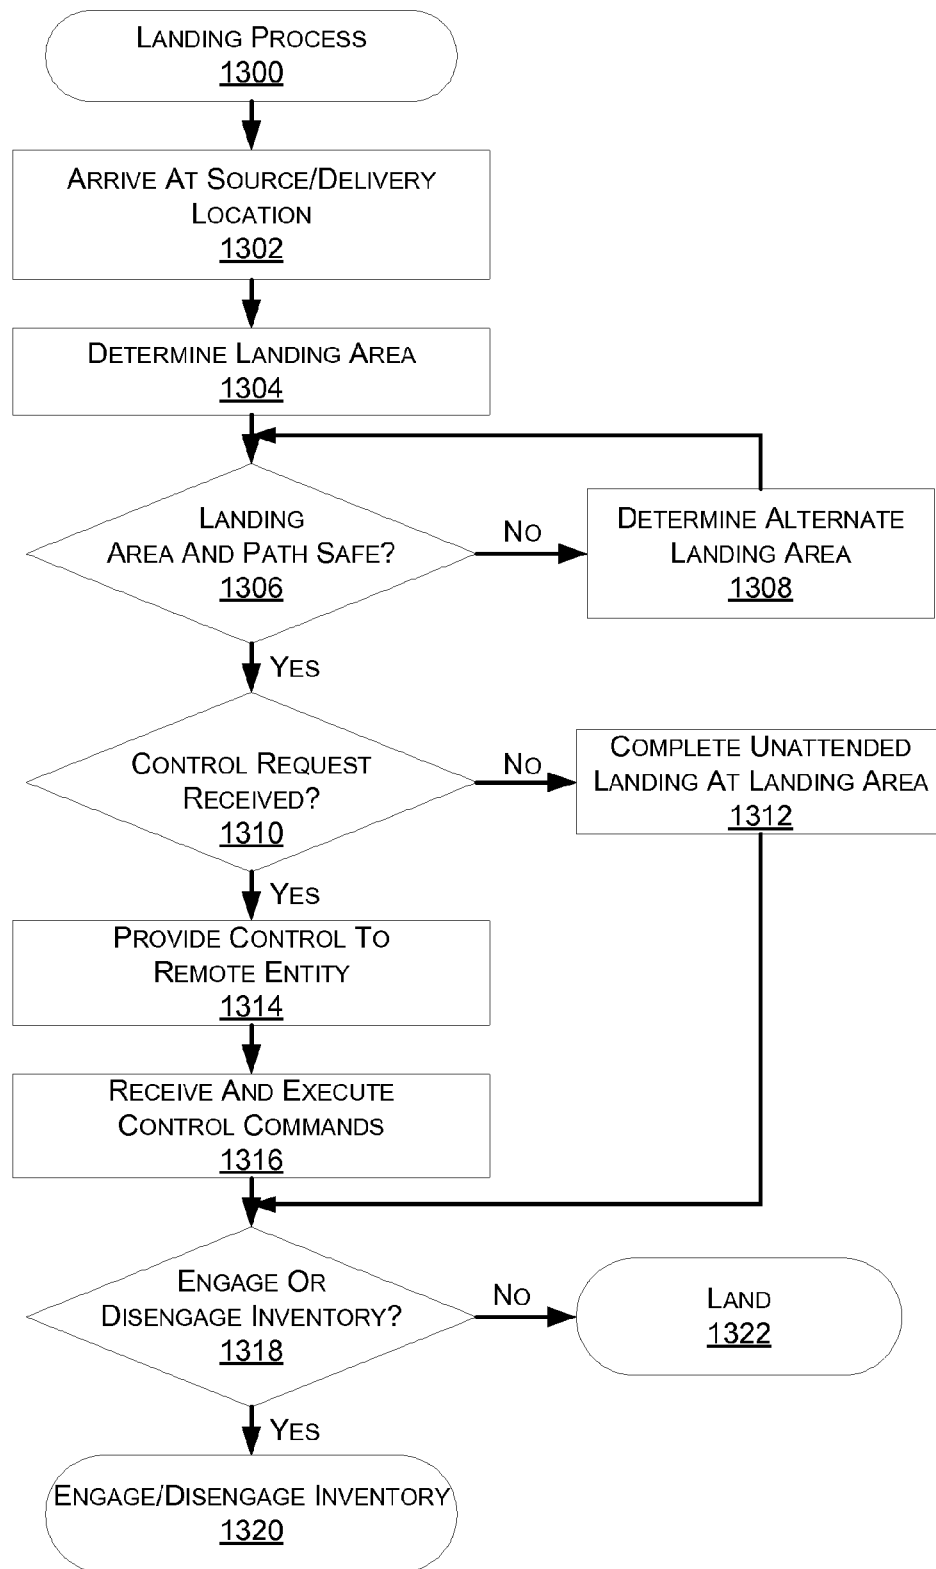 LANDING PROCESS
1300
ARRIVE AT SOURCE/DELIVERY
LOCATION
1302
DETERMINE LANDING AREA
1304
LANDING
AREA AND PATH SAFE?
1306
NO
DETERMINE ALTERNATE
LANDING AREA
1308
YES
CONTROL REQUEST
RECEIVED?
1310
NO
COMPLETE UNATTENDED
LANDING AT LANDING AREA
1312
YES
PROVIDE CONTROL TO
REMOTE ENTITY
1314
RECEIVE AND EXECUTE
CONTROL COMMANDS
1316
ENGAGE OR
DISENGAGE INVENTORY?
1318
NO
LAND
1322
YES
ENGAGE/DISENGAGE INVENTORY
1320